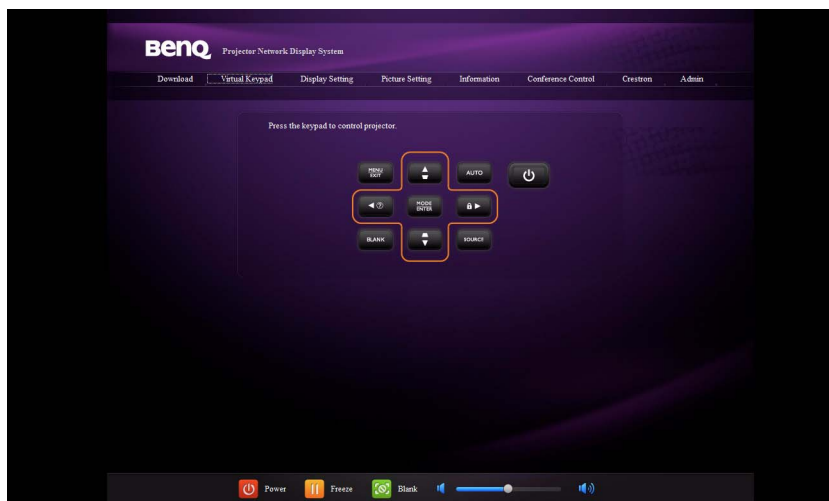 BenQ Projector Network Display System
Download Virtual Keypad Display Setting Picture Setting Information Conference Control Crestron Admin
Press the keypad to control projector.
MENU
EXIT
AUTO
MODE
ENTER
BLANK
SOURCE
Power Freeze Blank